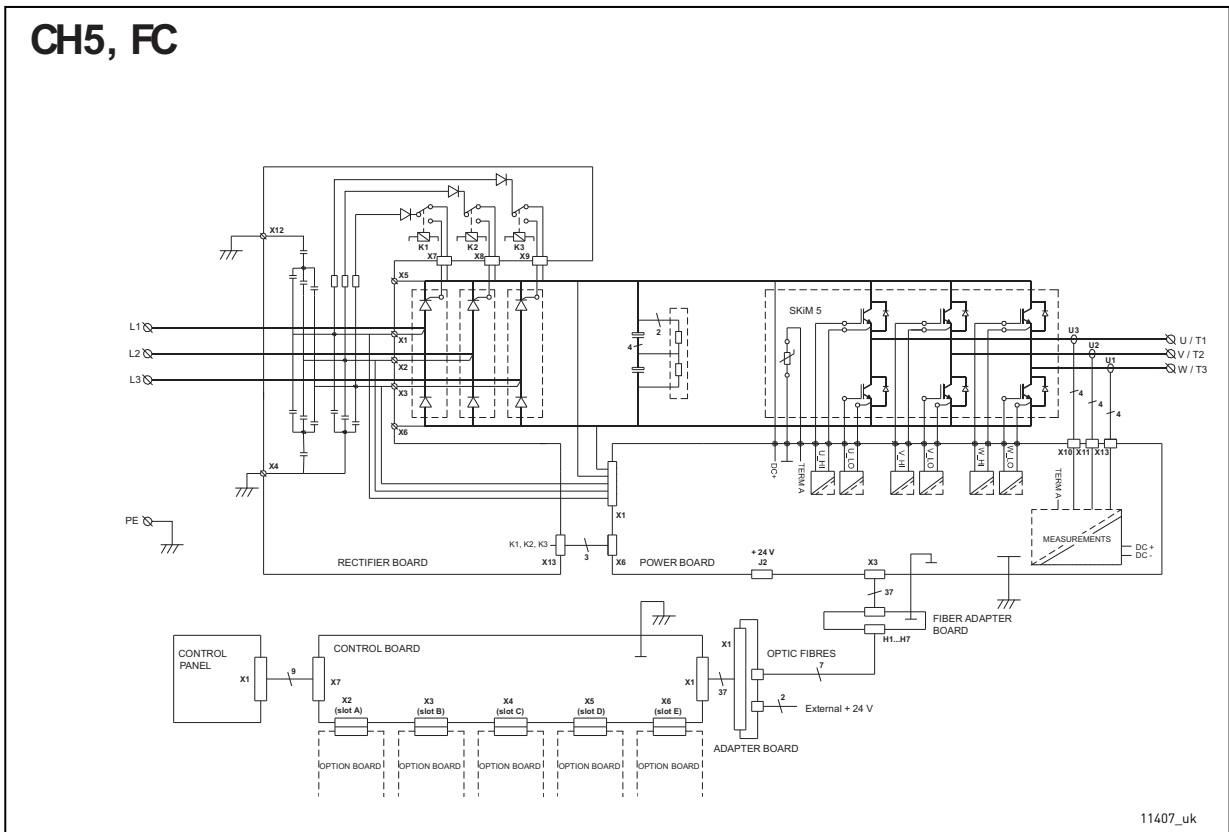 CH5, FC
X12
K1
K2
K3
X7
X8
X9
X5
SKiM 5
L1
X1
L2
X2
L3
X3
X6
2
4
U3
U2
U1
U / T1
V / T2
W / T3
4
4
4
X4
DC+
TERM A
U_HI
U_LO
V_HI
V_LO
W_HI
W_LO
X10
X11
X13
TERM A
X1
PE
MEASUREMENTS
DC +
DC -
K1, K2, K3
3
RECTIFIER BOARD
X13
X6
POWER BOARD
+ 24 V
J2
X3
37
FIBER ADAPTER
BOARD
H1...H7
CONTROL
PANEL
CONTROL BOARD
X1
9
X7
X1
37
X1
OPTIC FIBRES
7
2
External + 24 V
ADAPTER BOARD
X2
(slot A)
X3
(slot B)
X4
(slot C)
X5
(slot D)
X6
(slot E)
OPTION BOARD
OPTION BOARD
OPTION BOARD
OPTION BOARD
OPTION BOARD
11407_uk